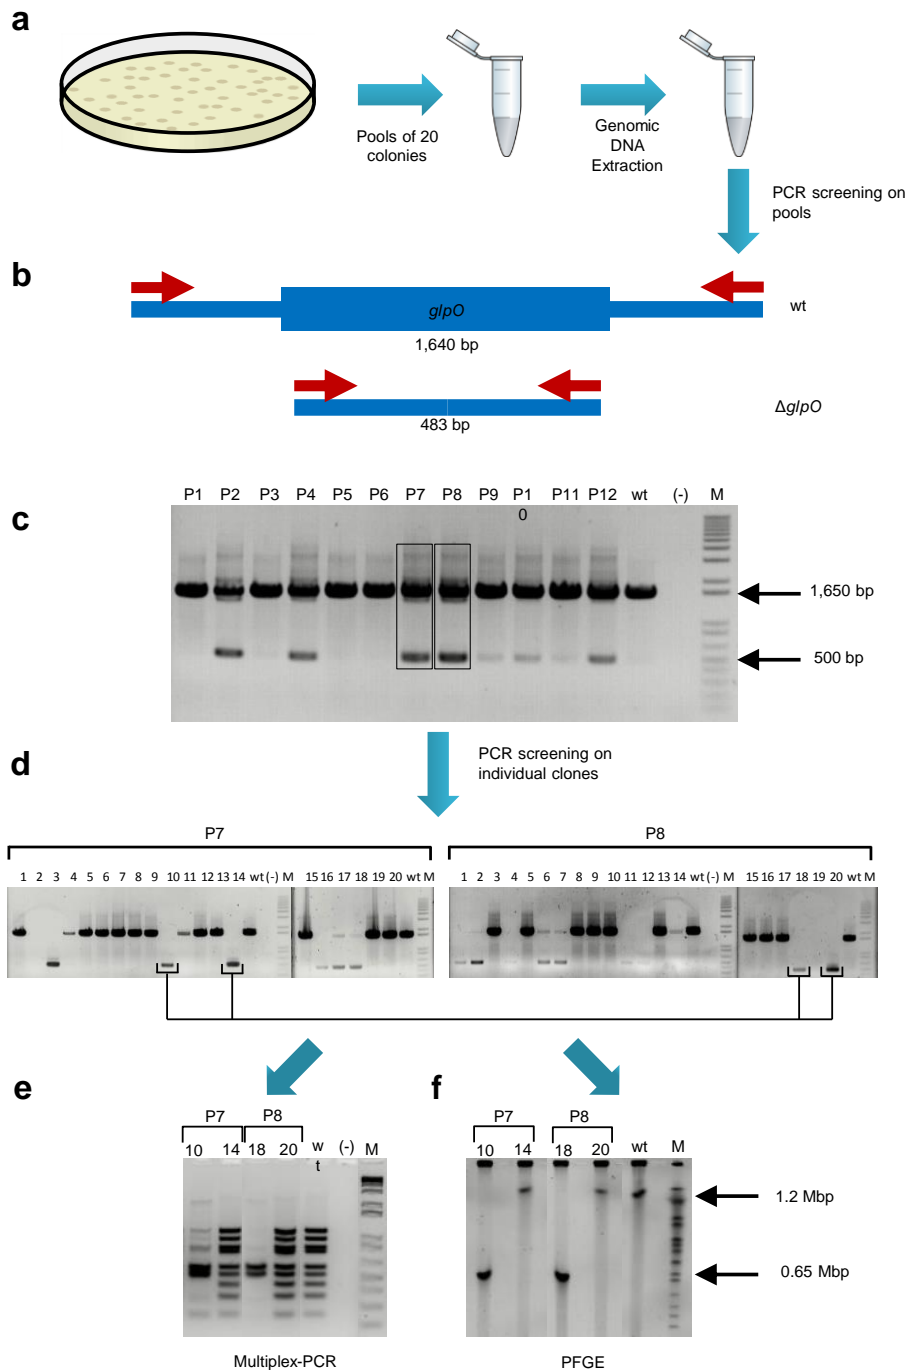 a
Pools of 20
colonies
Genomic
DNA
Extraction
PCR screening on
pools
b
glpO
wt
1,640 bp
ΔglpO
483 bp
c
P1 P2 P3 P4 P5 P6 P7 P8 P9 P1 P11 P12 wt (-) M
0
1,650 bp
500 bp
PCR screening on
individual clones
d
P7 P8
1 2 3 4 5 6 7 8 9 10 11 12 13 14 wt (-) M 15 16 17 18 19 20 wt M 1 2 3 4 5 6 7 8 9 10 11 12 13 14 wt (-) M 15 16 17 18 19 20 wt M
e
P7 P8
10 14 18 20 w (-) M
t
Multiplex-PCR
f
P7 P8
10 14 18 20 wt M
1.2 Mbp
0.65 Mbp
PFGE